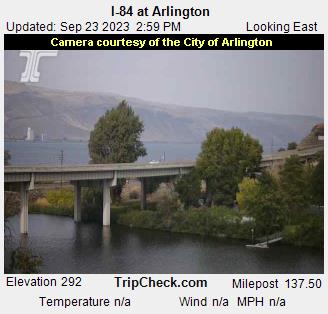 I-84 at Arlington
Updated: Sep 23 2023 2:59 PM Looking East
Camera courtesy of the City of Arlington
Elevation 292 TripCheck.com Milepost 137.50
Temperature n/a Wind n/a MPH n/a